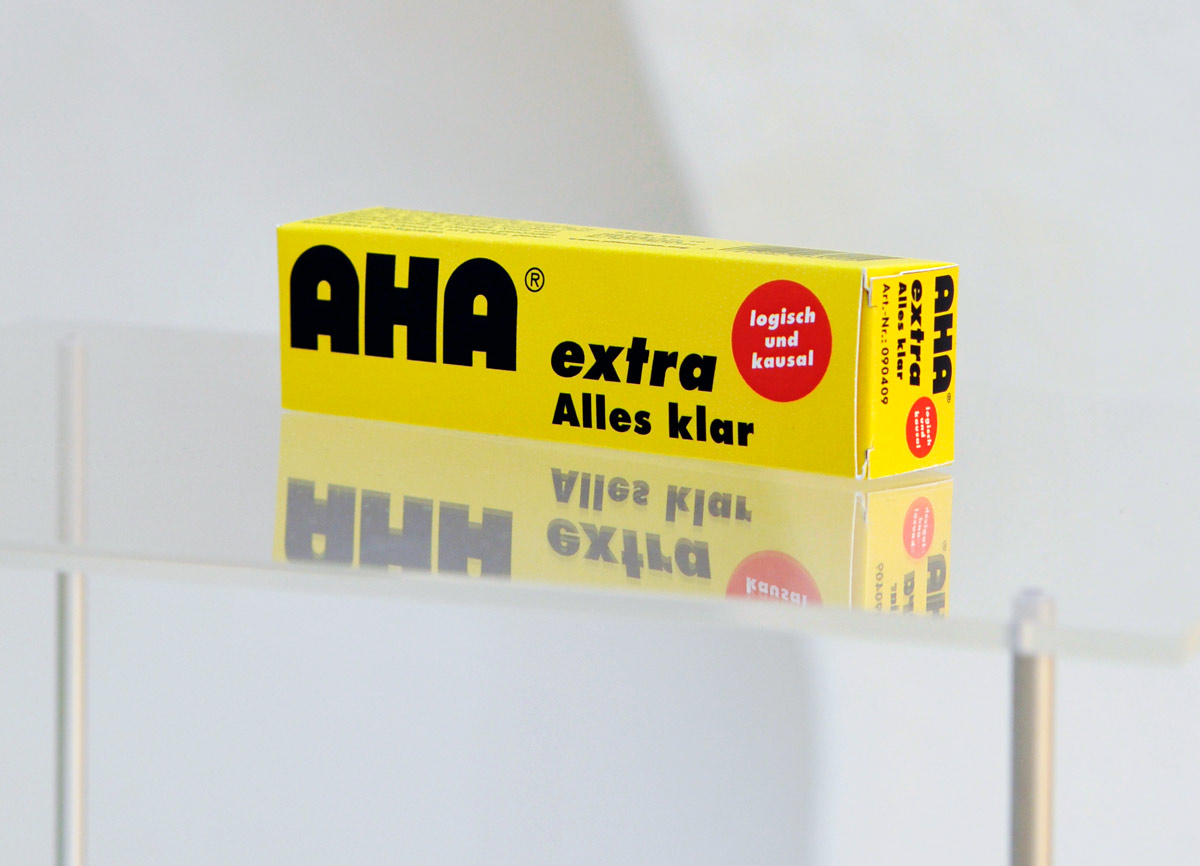 AHA®
extra
Alles klar
logisch
und
kausal
AHA®
extra
Alles klar
Art.-Nr.: 090409
logisch
und
kausal